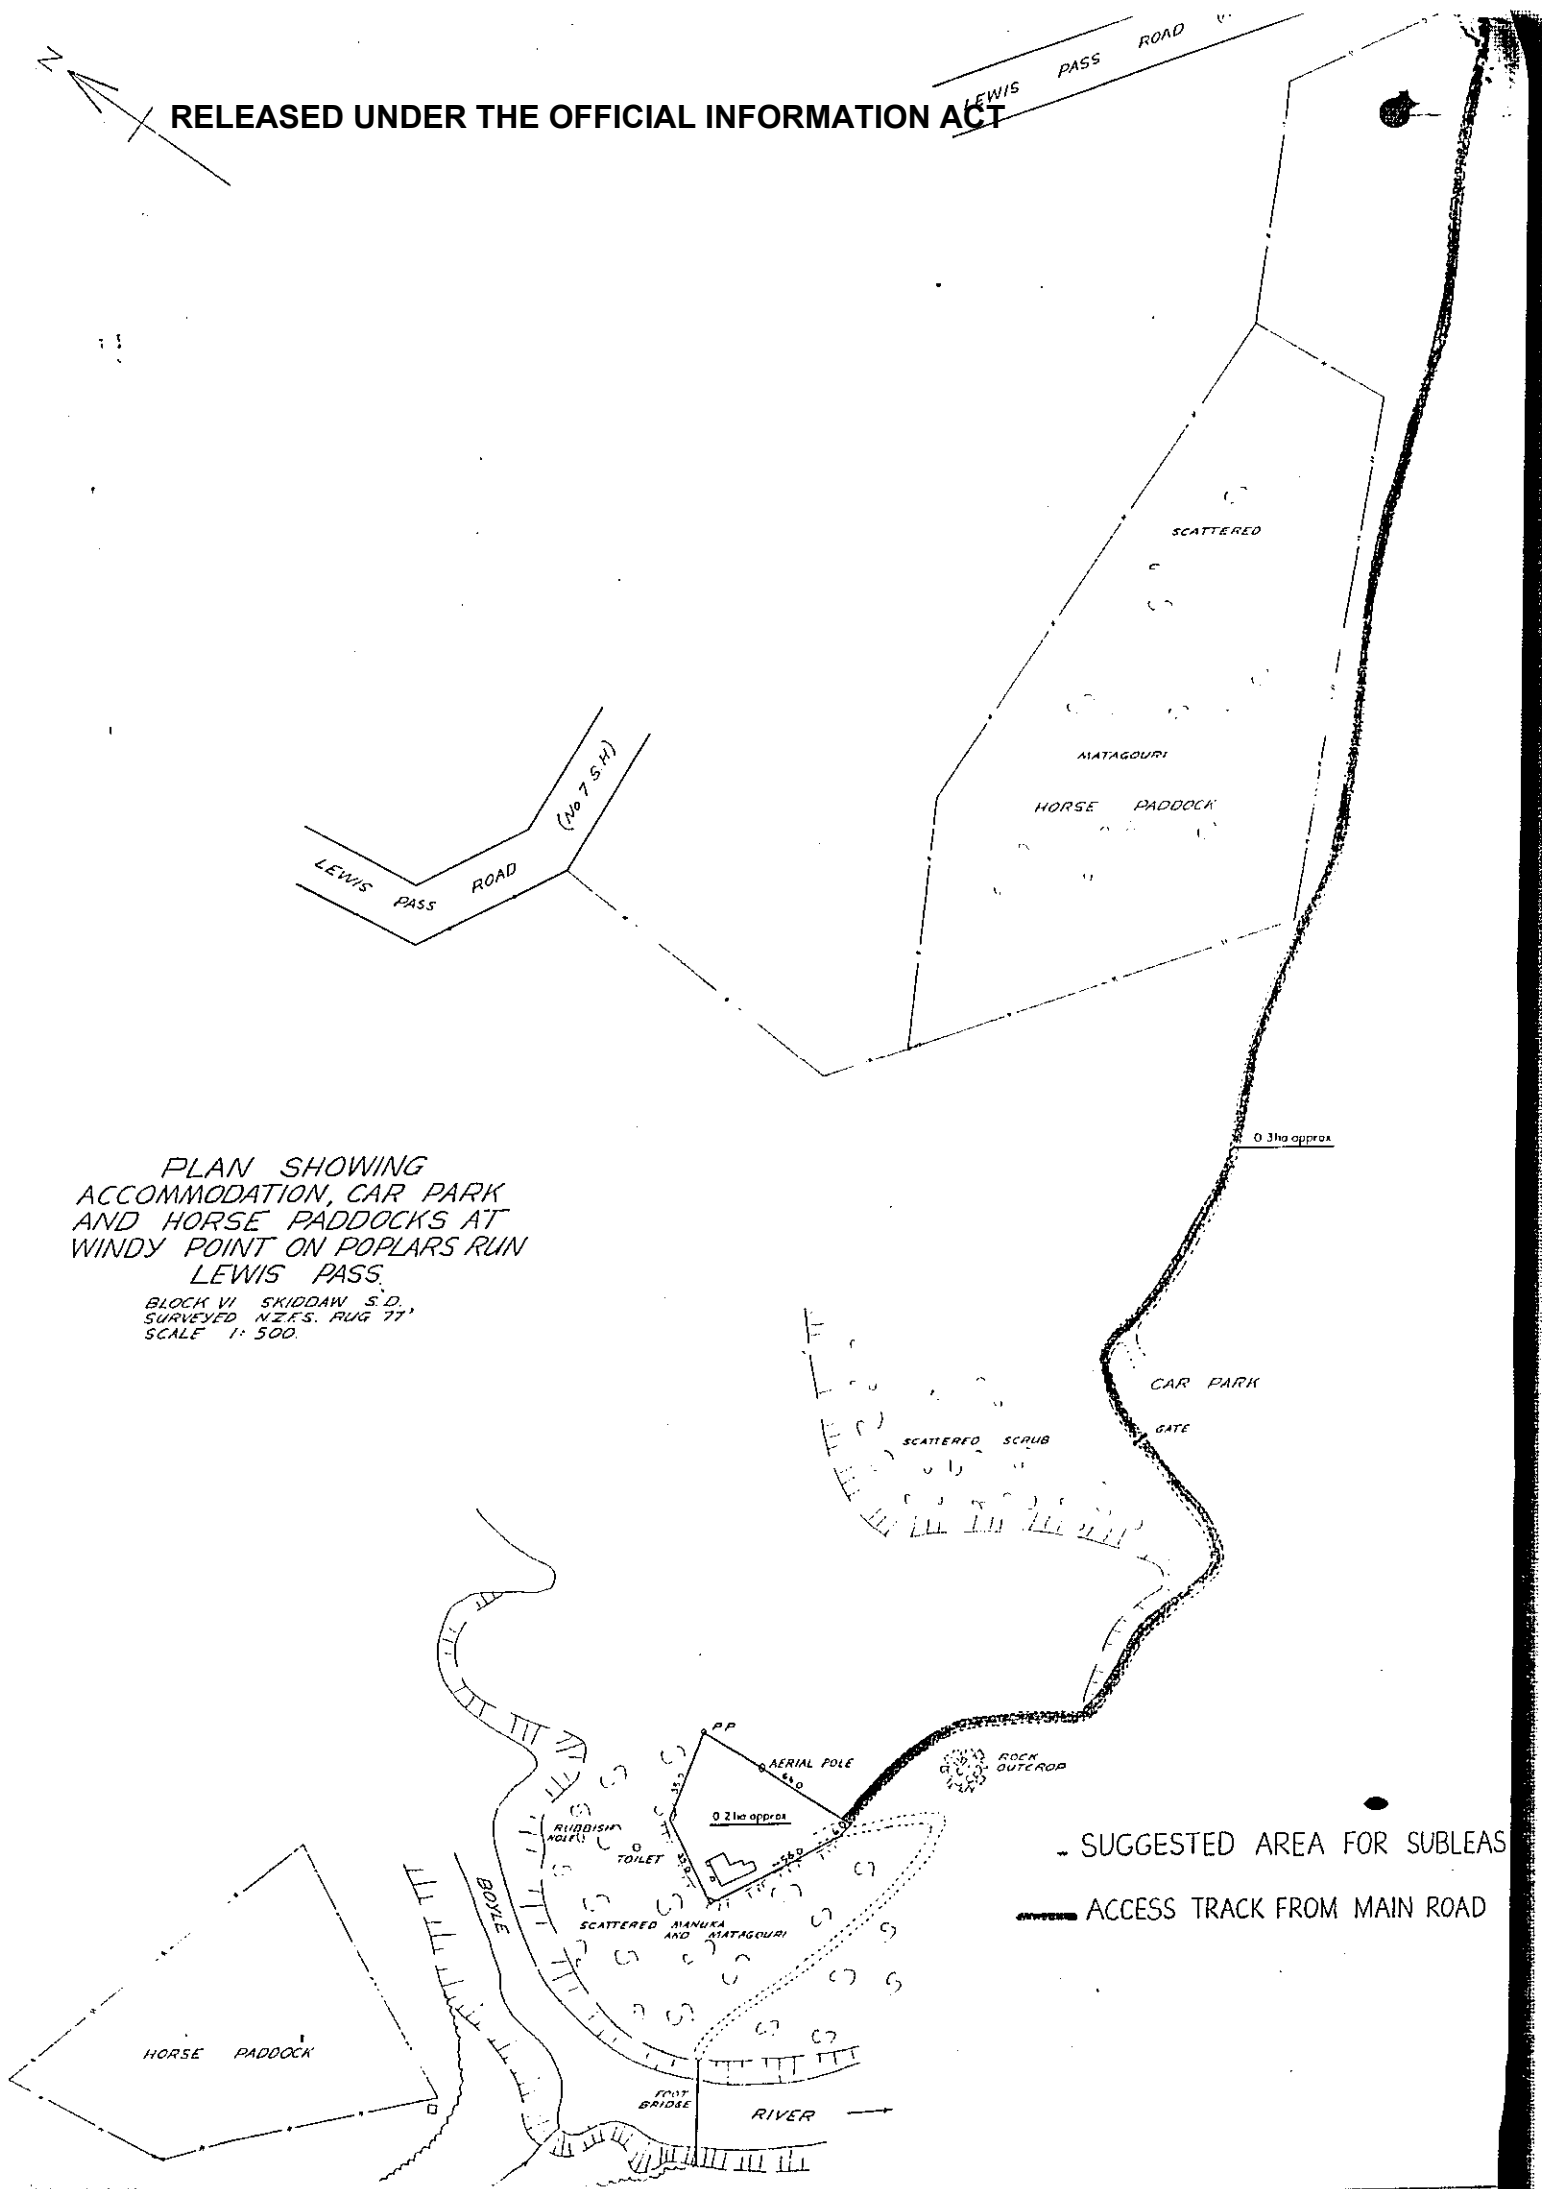 N
RELEASED UNDER THE OFFICIAL INFORMATION ACT
LEWIS PASS ROAD
SCATTERED
MATAGOURI
HORSE PADDOCK
(No 7 S.H)
LEWIS PASS ROAD
0.3ha approx
PLAN SHOWING
ACCOMMODATION, CAR PARK
AND HORSE PADDOCKS AT
WINDY POINT ON POPLARS RUN
LEWIS PASS.
BLOCK VI SKIDDAW S.D.
SURVEYED N.Z.F.S. AUG 77'
SCALE 1:500.
CAR PARK
GATE
SCATTERED SCRUB
P.P
AERIAL POLE
ROCK
OUTCROP
0.2ha approx
RUBBISH
HOLE
TOILET
SCATTERED MANUKA
AND MATAGOURI
BOYLE
SUGGESTED AREA FOR SUBLEAS
ACCESS TRACK FROM MAIN ROAD
HORSE PADDOCK
FOOT
BRIDGE
RIVER